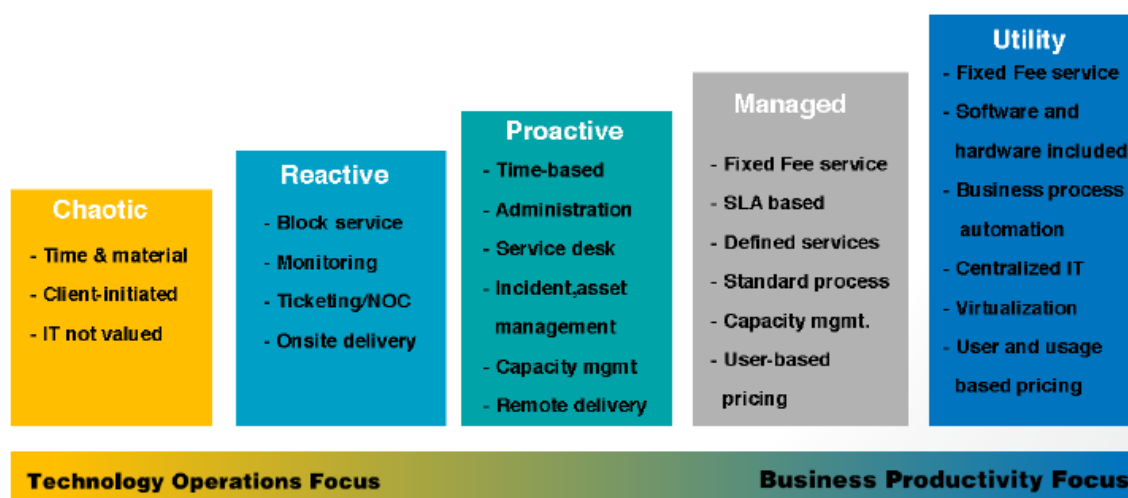 Chaotic
- Time & material
- Client-initiated
- IT not valued
Reactive
- Block service
- Monitoring
- Ticketing/NOC
- Onsite delivery
Proactive
- Time-based
- Administration
- Service desk
- Incident,asset
management
- Capacity mgmt
- Remote delivery
Managed
- Fixed Fee service
- SLA based
- Defined services
- Standard process
- Capacity mgmt.
- User-based
pricing
Utility
- Fixed Fee service
- Software and
hardware included
- Business process
automation
- Centralized IT
- Virtualization
- User and usage
based pricing
Technology Operations Focus
Business Productivity Focus